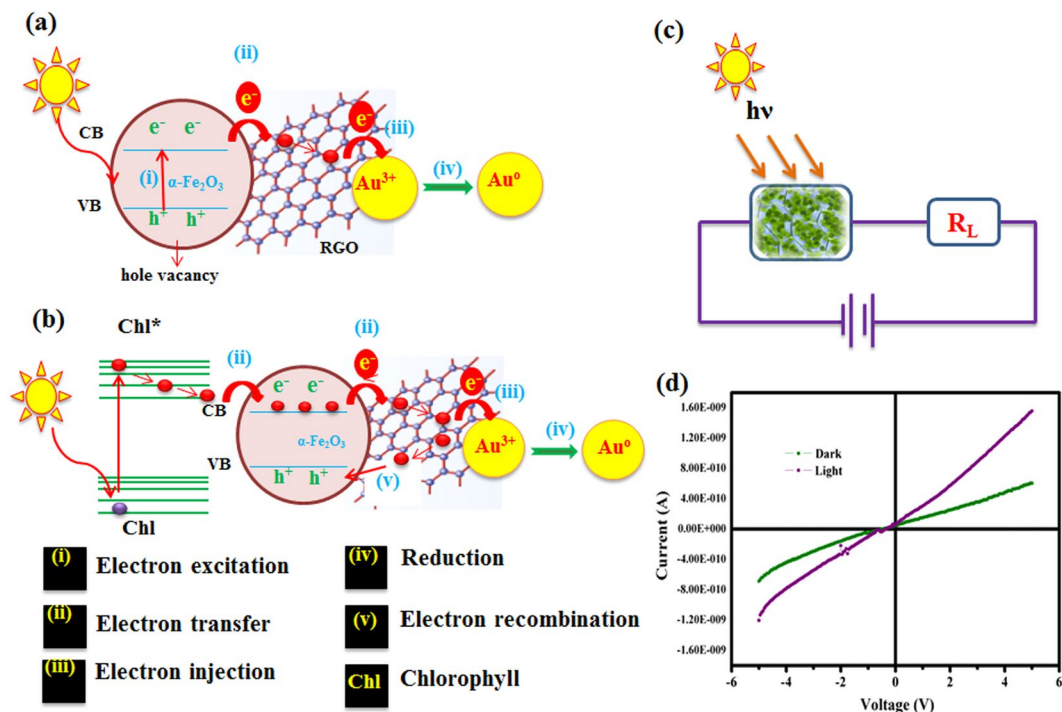 (a)
(ii)
e⁻
CB
e⁻ e⁻
e⁻
(iii)
(i)
α-Fe₂O₃
Au³⁺
(iv)
Au⁰
VB
h⁺ h⁺
RGO
hole vacancy
(b)
Chl*
(ii)
(ii)
e⁻
e⁻ e⁻
e⁻
(iii)
CB
α-Fe₂O₃
Au³⁺
(iv)
Au⁰
VB
h⁺ h⁺
(v)
Chl
(i) Electron excitation
(ii) Electron transfer
(iii) Electron injection
(iv) Reduction
(v) Electron recombination
Chl Chlorophyll
(c)
hν
R_L
(d)
Current (A)
1.60E-009
1.20E-009
8.00E-010
4.00E-010
0.00E+000
-4.00E-010
-8.00E-010
-1.20E-009
-1.60E-009
Dark
Light
-6 -4 -2 0 2 4 6
Voltage (V)